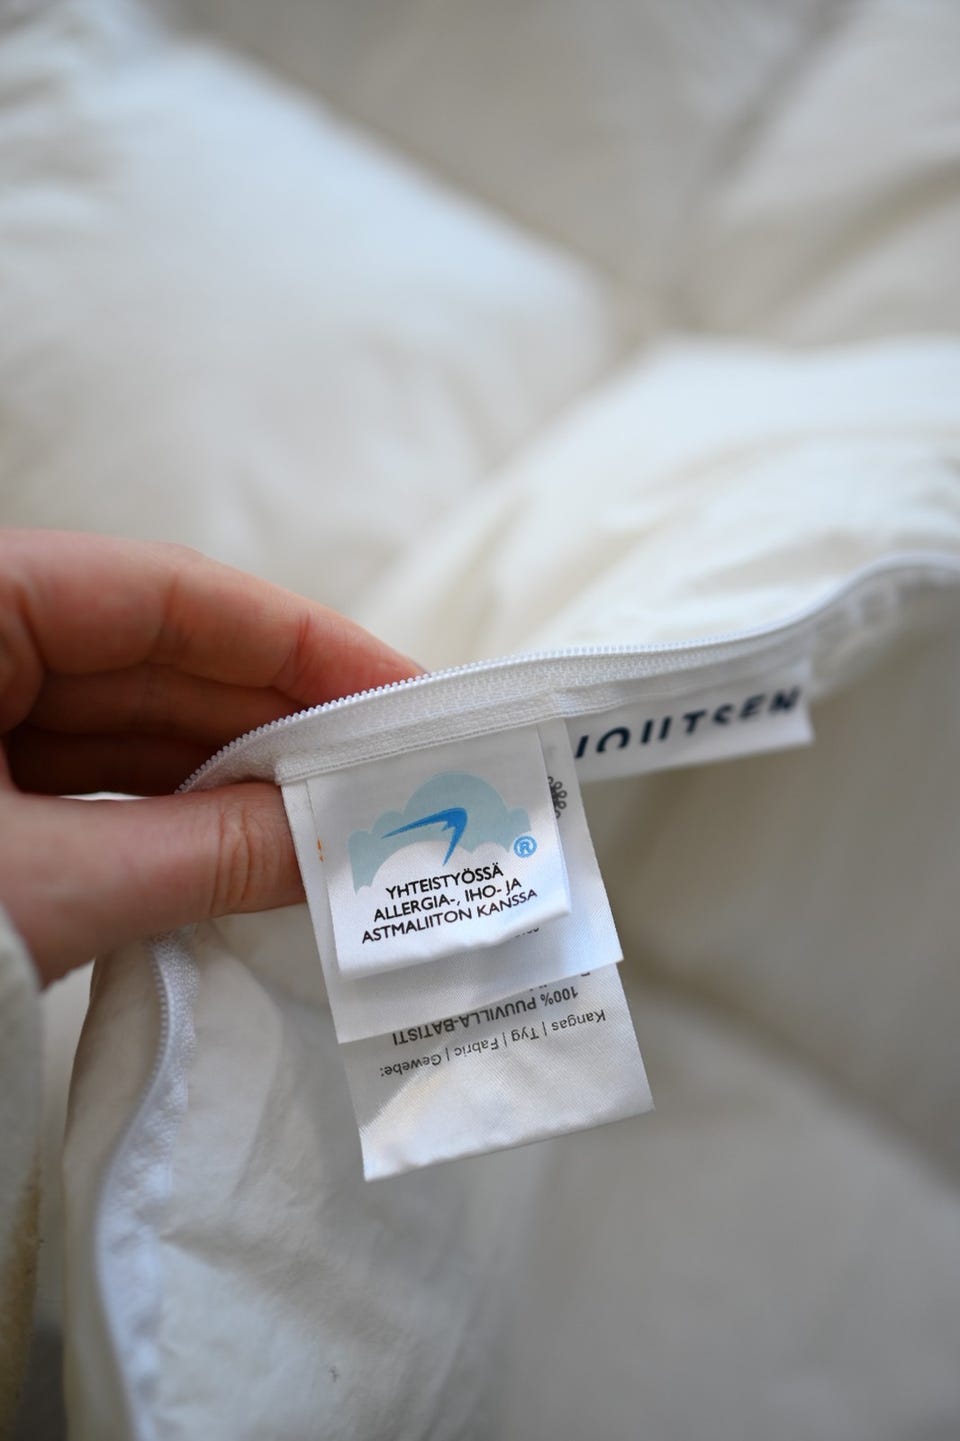 JOUTSEN
®
YHTEISTYÖSSÄ
ALLERGIA-, IHO- JA
ASTMALIITON KANSSA
Kangas | Tyg | Fabric | Gewebe:
100% PUUVILLA-BATISTI